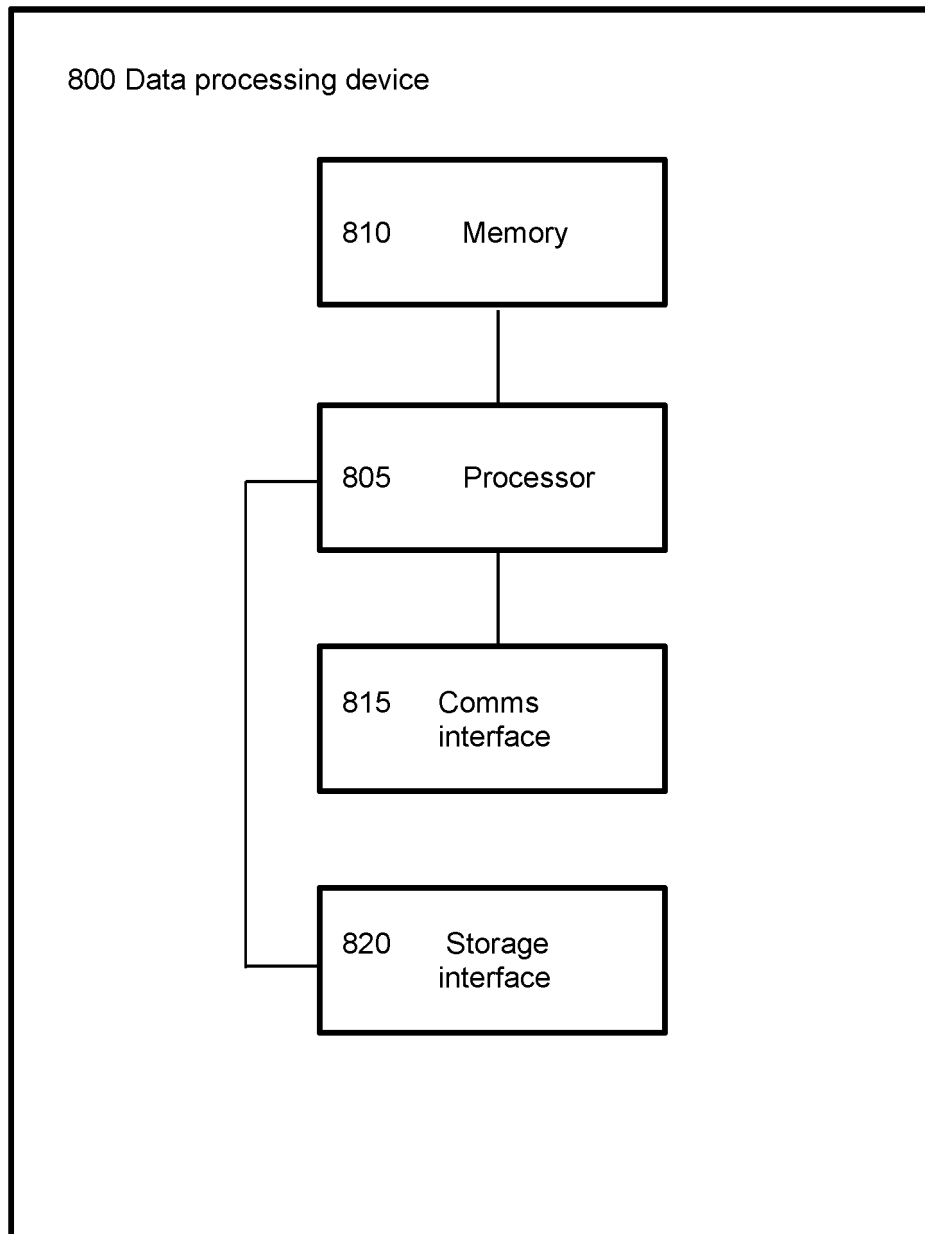 800 Data processing device
810 Memory
805 Processor
815 Comms
interface
820 Storage
interface